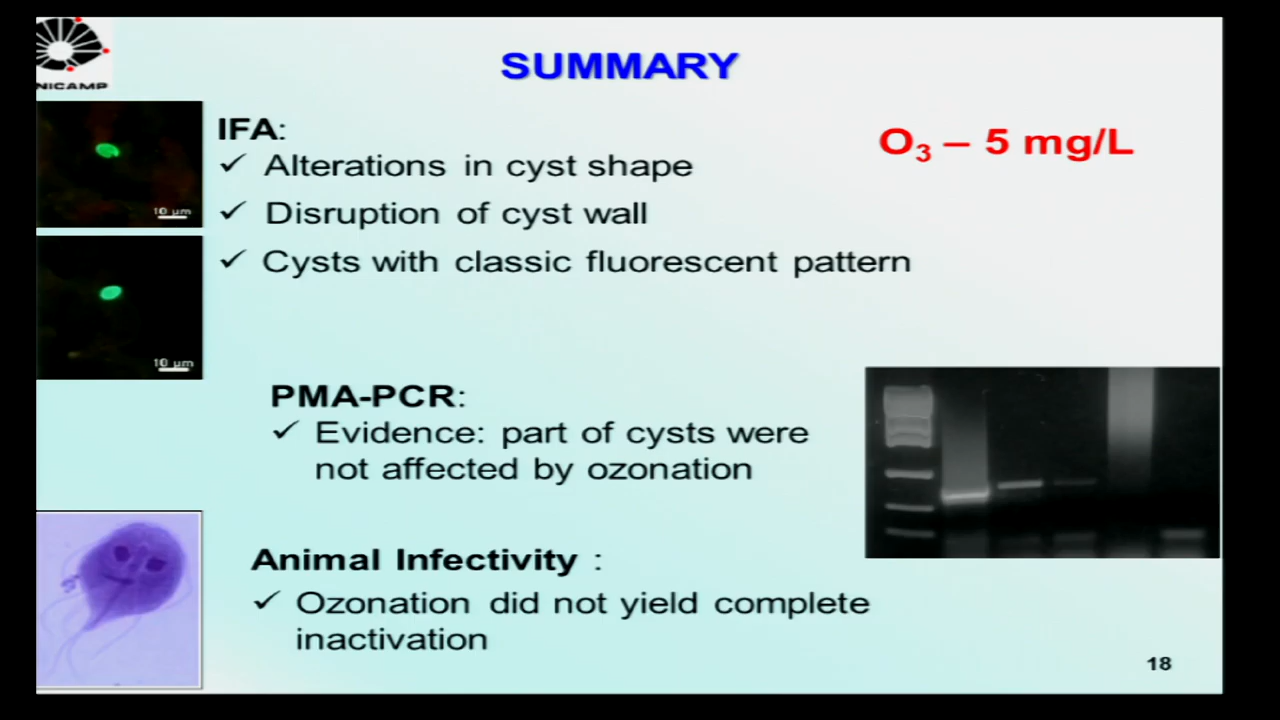 NICAMP
SUMMARY
IFA:
O₃ – 5 mg/L
✓ Alterations in cyst shape
✓ Disruption of cyst wall
✓ Cysts with classic fluorescent pattern
10 µm
10 µm
PMA-PCR:
✓ Evidence: part of cysts were
not affected by ozonation
Animal Infectivity :
✓ Ozonation did not yield complete
inactivation
18